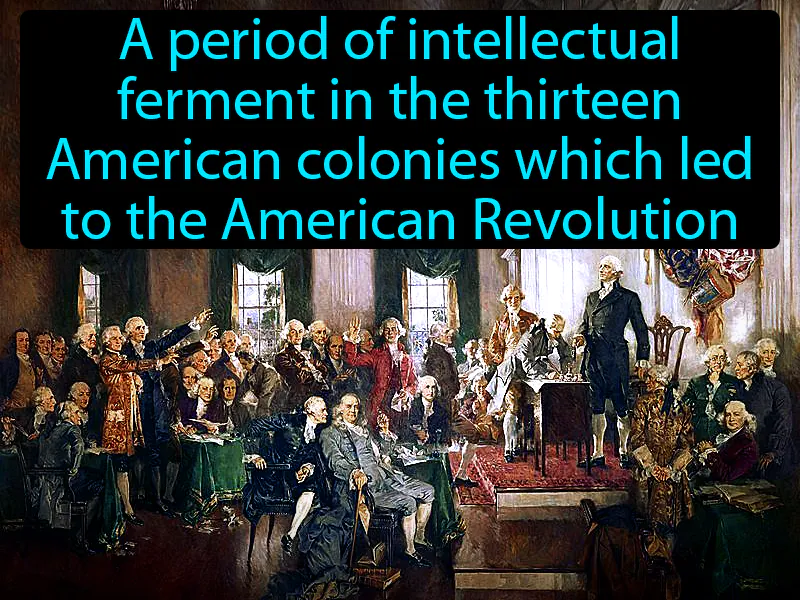 A period of intellectual
ferment in the thirteen
American colonies which led
to the American Revolution